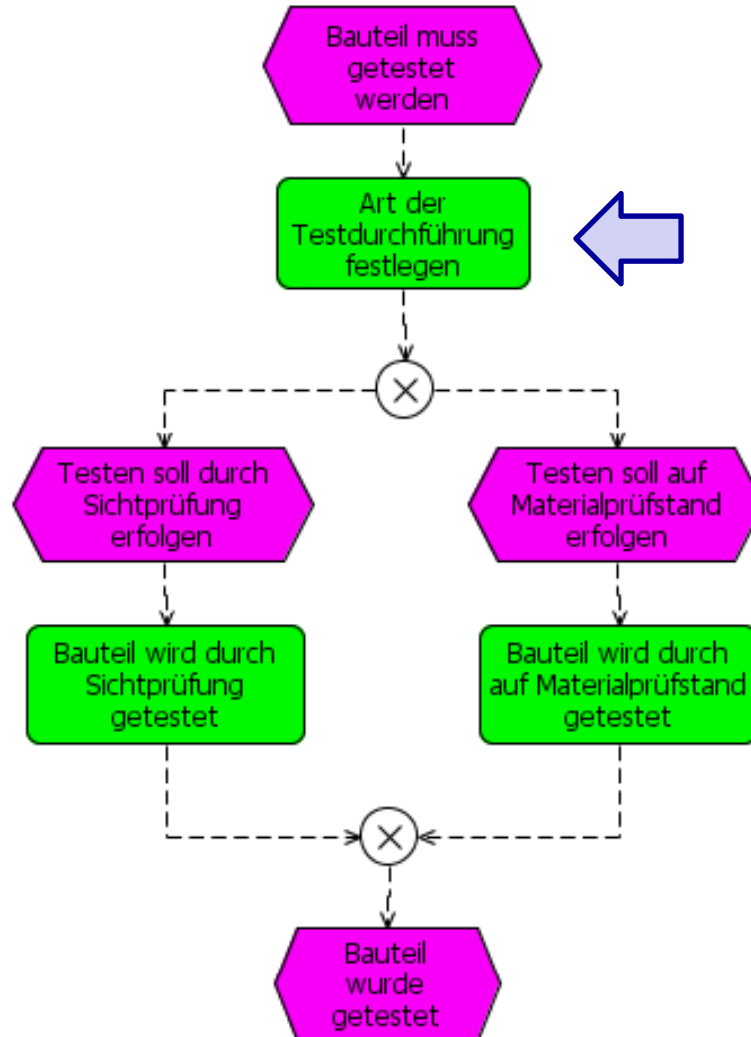 Bauteil muss
getestet
werden
Art der
Testdurchführung
festlegen
Testen soll durch
Sichtprüfung
erfolgen
Testen soll auf
Materialprüfstand
erfolgen
Bauteil wird durch
Sichtprüfung
getestet
Bauteil wird durch
auf Materialprüfstand
getestet
Bauteil
wurde
getestet